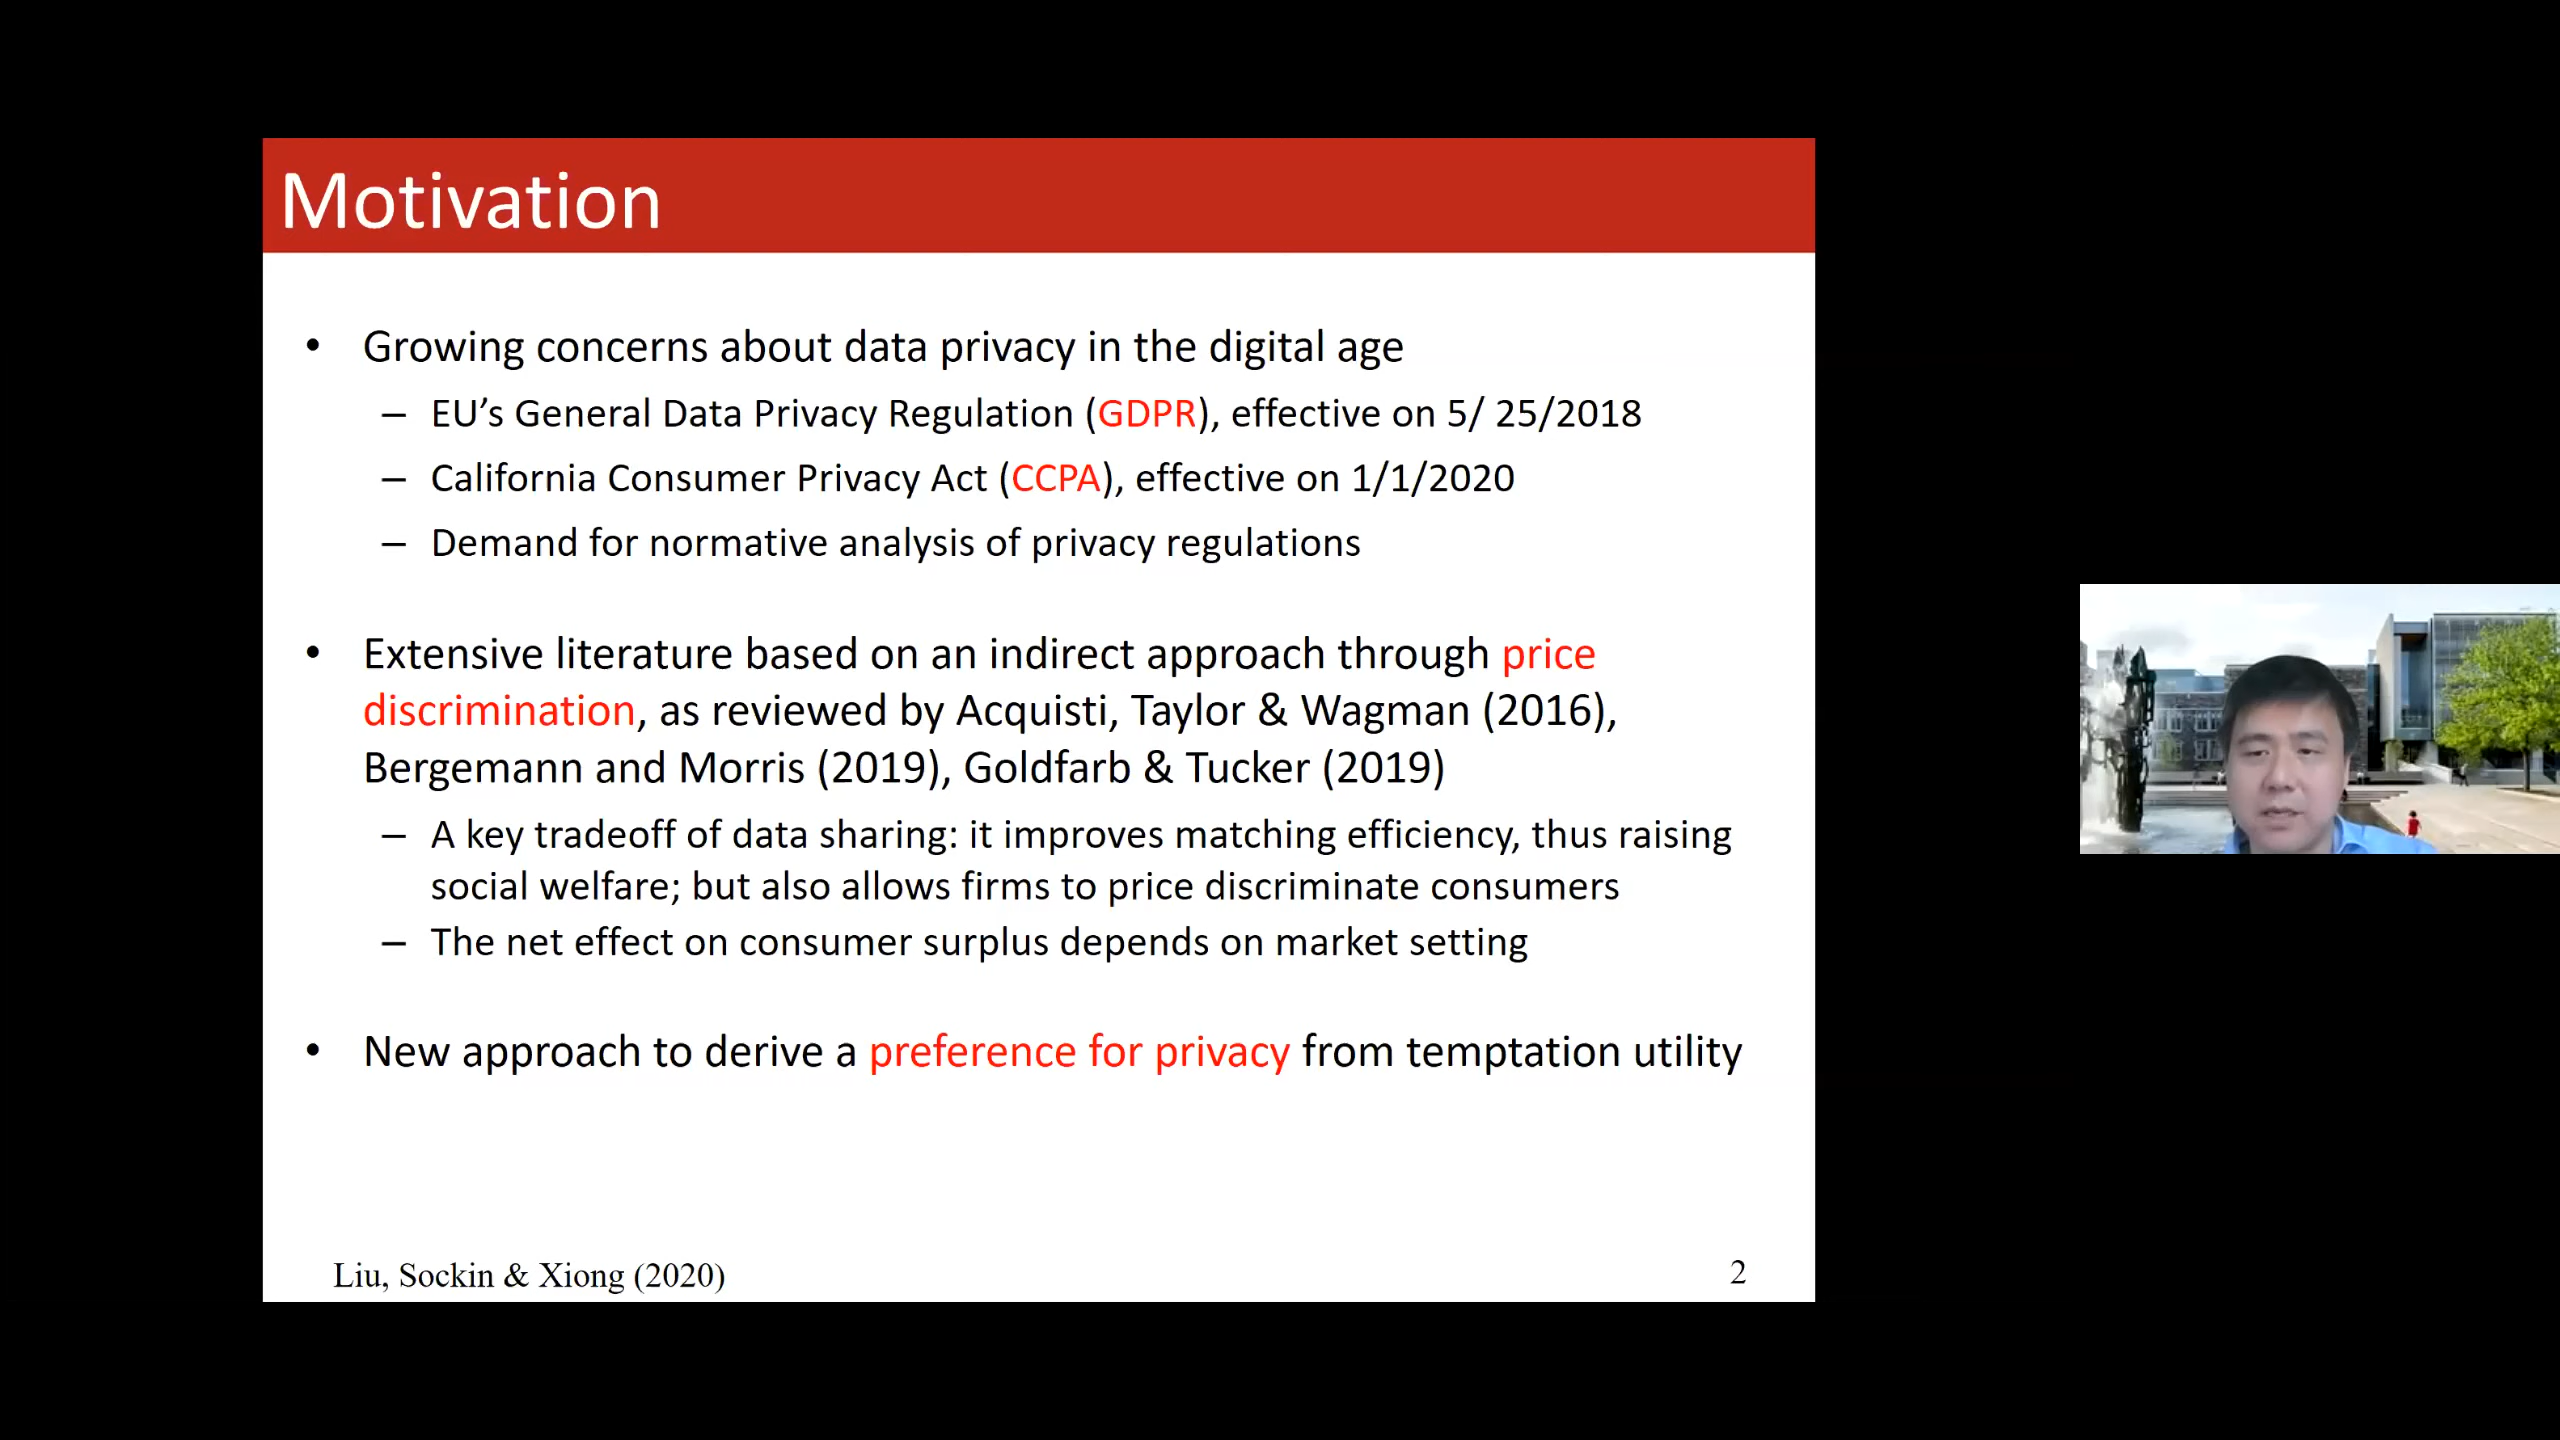 Motivation
• Growing concerns about data privacy in the digital age
– EU’s General Data Privacy Regulation (GDPR), effective on 5/ 25/2018
– California Consumer Privacy Act (CCPA), effective on 1/1/2020
– Demand for normative analysis of privacy regulations
• Extensive literature based on an indirect approach through price
discrimination, as reviewed by Acquisti, Taylor & Wagman (2016),
Bergemann and Morris (2019), Goldfarb & Tucker (2019)
– A key tradeoff of data sharing: it improves matching efficiency, thus raising
social welfare; but also allows firms to price discriminate consumers
– The net effect on consumer surplus depends on market setting
• New approach to derive a preference for privacy from temptation utility
Liu, Sockin & Xiong (2020)
2